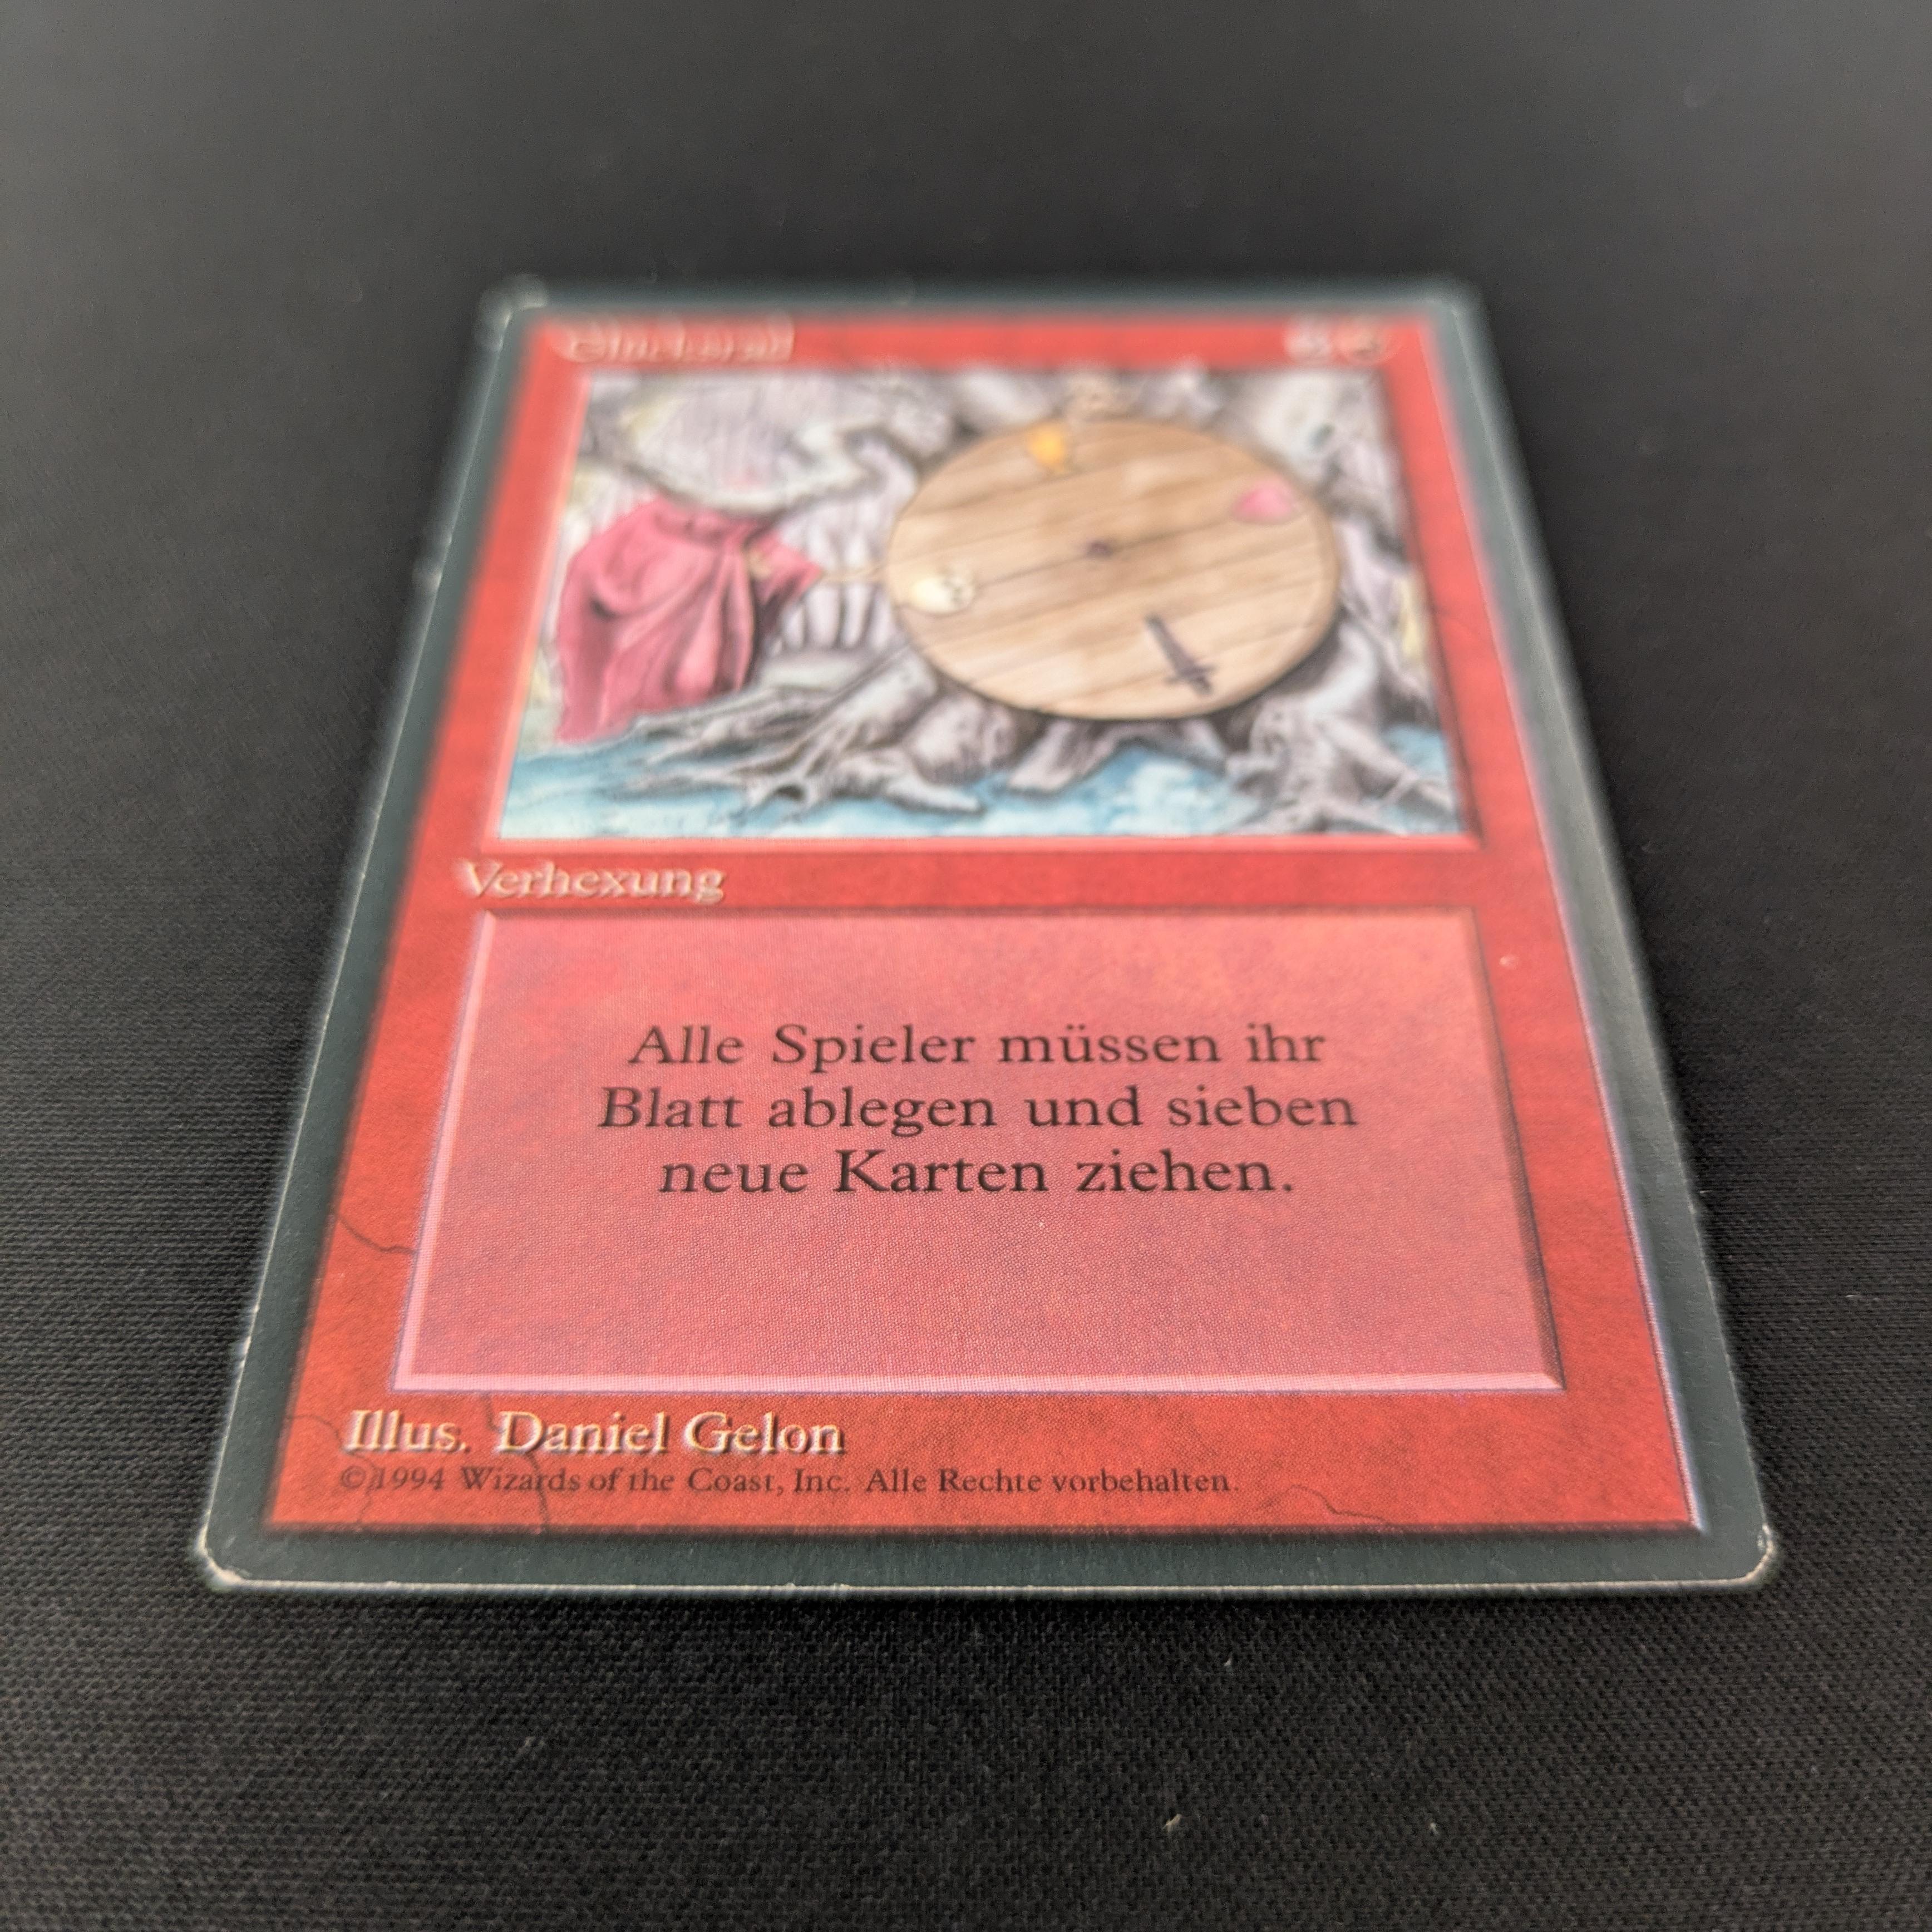 Glücksrad
Verhexung
Alle Spieler müssen ihr
Blatt ablegen und sieben
neue Karten ziehen.
Illus. Daniel Gelon
©1994 Wizards of the Coast, Inc. Alle Rechte vorbehalten.